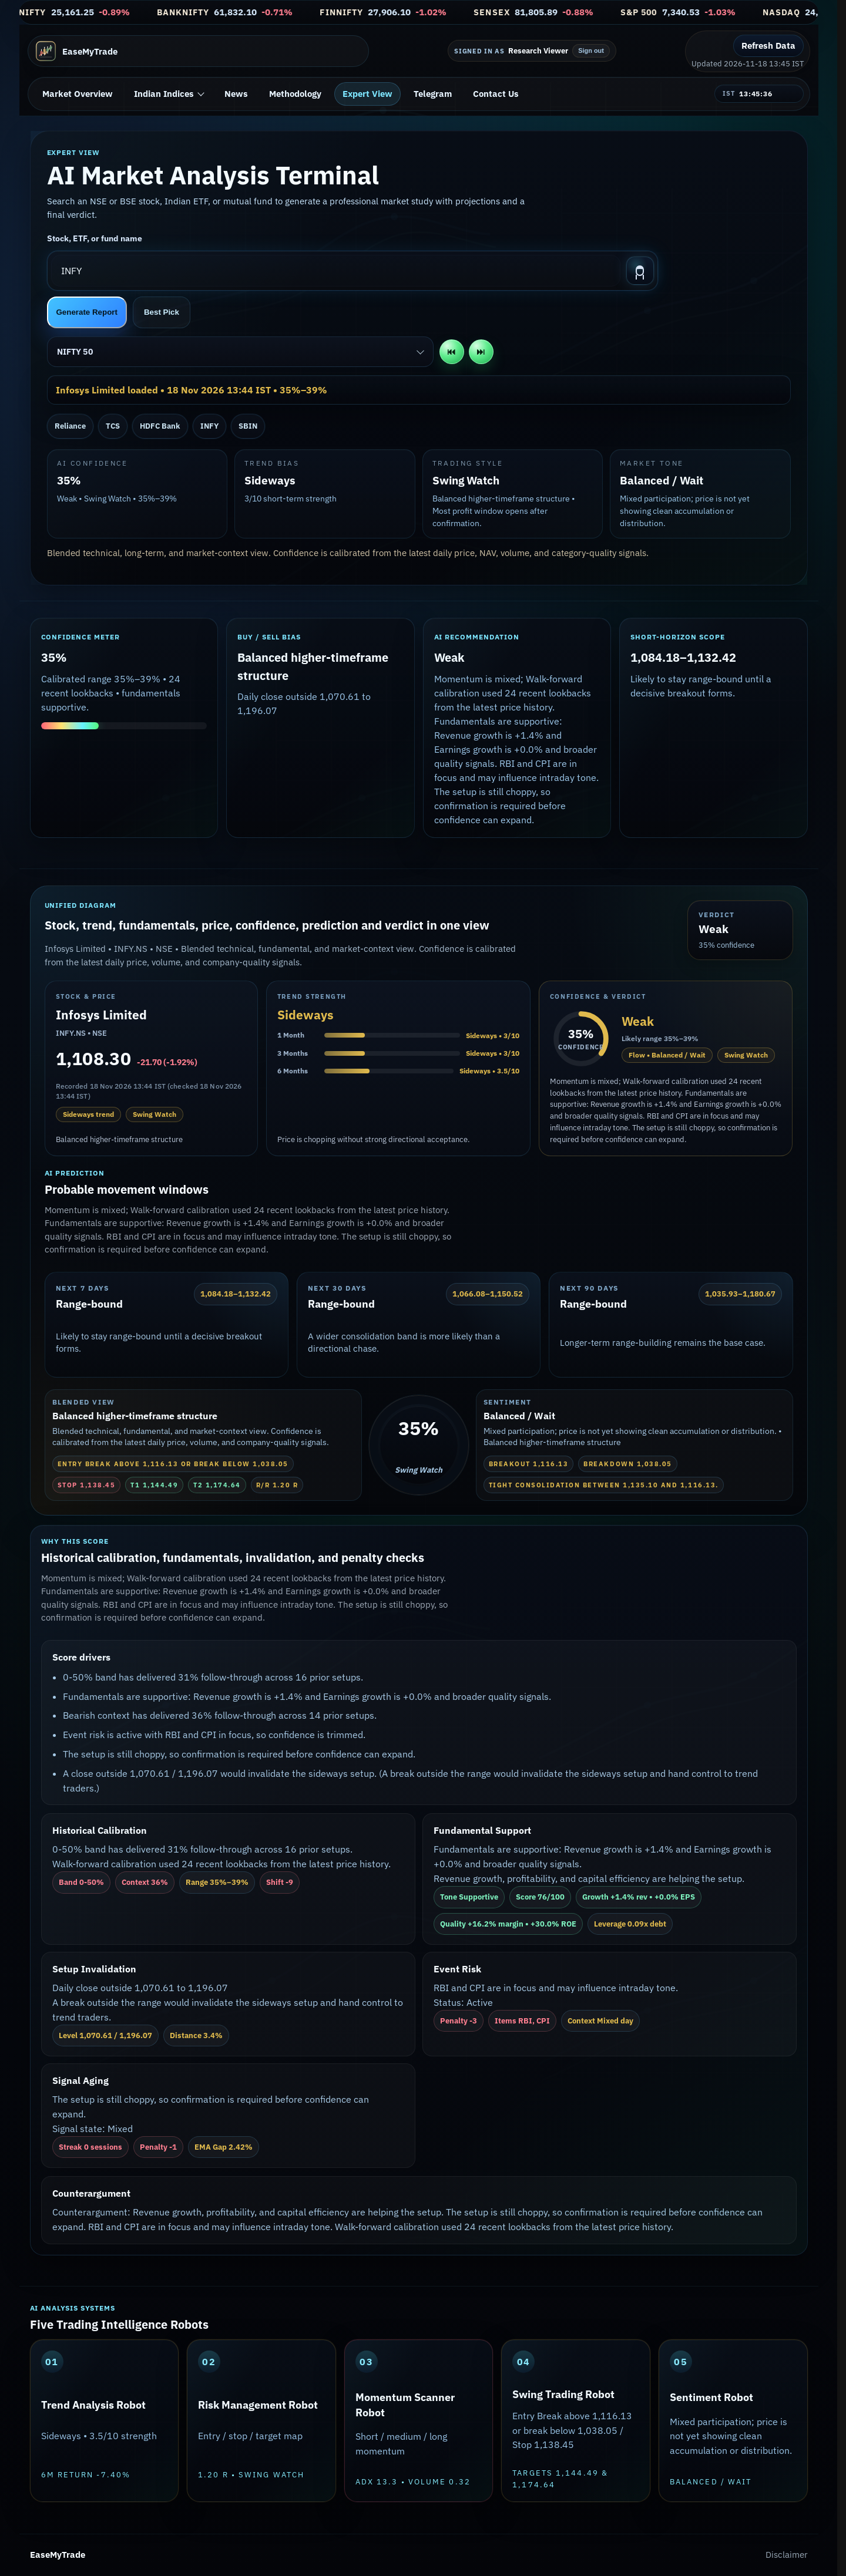 NIFTY 25,161.25 -0.89% BANKNIFTY 61,832.10 -0.71% FINNIFTY 27,906.10 -1.02% SENSEX 81,805.89 -0.88% S&P 500 7,340.53 -1.03% NASDAQ 24,
EaseMyTrade
SIGNED IN AS Research Viewer Sign out
Refresh Data
Updated 2026-11-18 13:45 IST
Market Overview Indian Indices News Methodology Expert View Telegram Contact Us
IST 13:45:36
EXPERT VIEW
AI Market Analysis Terminal
Search an NSE or BSE stock, Indian ETF, or mutual fund to generate a professional market study with projections and a
final verdict.
Stock, ETF, or fund name
INFY
Generate Report Best Pick
NIFTY 50
Infosys Limited loaded • 18 Nov 2026 13:44 IST • 35%–39%
Reliance TCS HDFC Bank INFY SBIN
AI CONFIDENCE
35%
Weak • Swing Watch • 35%–39%
TREND BIAS
Sideways
3/10 short-term strength
TRADING STYLE
Swing Watch
Balanced higher-timeframe structure •
Most profit window opens after
confirmation.
MARKET TONE
Balanced / Wait
Mixed participation; price is not yet
showing clean accumulation or
distribution.
Blended technical, long-term, and market-context view. Confidence is calibrated from the latest daily price, NAV, volume, and category-quality signals.
CONFIDENCE METER
35%
Calibrated range 35%–39% • 24
recent lookbacks • fundamentals
supportive.
BUY / SELL BIAS
Balanced higher-timeframe
structure
Daily close outside 1,070.61 to
1,196.07
AI RECOMMENDATION
Weak
Momentum is mixed; Walk-forward
calibration used 24 recent lookbacks
from the latest price history.
Fundamentals are supportive:
Revenue growth is +1.4% and
Earnings growth is +0.0% and broader
quality signals. RBI and CPI are in
focus and may influence intraday tone.
The setup is still choppy, so
confirmation is required before
confidence can expand.
SHORT-HORIZON SCOPE
1,084.18–1,132.42
Likely to stay range-bound until a
decisive breakout forms.
UNIFIED DIAGRAM
Stock, trend, fundamentals, price, confidence, prediction and verdict in one view
Infosys Limited • INFY.NS • NSE • Blended technical, fundamental, and market-context view. Confidence is calibrated
from the latest daily price, volume, and company-quality signals.
VERDICT
Weak
35% confidence
STOCK & PRICE
Infosys Limited
INFY.NS • NSE
1,108.30 -21.70 (-1.92%)
Recorded 18 Nov 2026 13:44 IST (checked 18 Nov 2026
13:44 IST)
Sideways trend Swing Watch
Balanced higher-timeframe structure
TREND STRENGTH
Sideways
1 Month Sideways • 3/10
3 Months Sideways • 3/10
6 Months Sideways • 3.5/10
Price is chopping without strong directional acceptance.
CONFIDENCE & VERDICT
35%
CONFIDENCE
Weak
Likely range 35%–39%
Flow • Balanced / Wait Swing Watch
Momentum is mixed; Walk-forward calibration used 24 recent
lookbacks from the latest price history. Fundamentals are
supportive: Revenue growth is +1.4% and Earnings growth is +0.0%
and broader quality signals. RBI and CPI are in focus and may
influence intraday tone. The setup is still choppy, so confirmation is
required before confidence can expand.
AI PREDICTION
Probable movement windows
Momentum is mixed; Walk-forward calibration used 24 recent lookbacks from the latest price history.
Fundamentals are supportive: Revenue growth is +1.4% and Earnings growth is +0.0% and broader
quality signals. RBI and CPI are in focus and may influence intraday tone. The setup is still choppy, so
confirmation is required before confidence can expand.
NEXT 7 DAYS
Range-bound
1,084.18–1,132.42
Likely to stay range-bound until a decisive breakout
forms.
NEXT 30 DAYS
Range-bound
1,066.08–1,150.52
A wider consolidation band is more likely than a
directional chase.
NEXT 90 DAYS
Range-bound
1,035.93–1,180.67
Longer-term range-building remains the base case.
BLENDED VIEW
Balanced higher-timeframe structure
Blended technical, fundamental, and market-context view. Confidence is
calibrated from the latest daily price, volume, and company-quality signals.
ENTRY BREAK ABOVE 1,116.13 OR BREAK BELOW 1,038.05
STOP 1,138.45 T1 1,144.49 T2 1,174.64 R/R 1.20 R
35%
Swing Watch
SENTIMENT
Balanced / Wait
Mixed participation; price is not yet showing clean accumulation or distribution. •
Balanced higher-timeframe structure
BREAKOUT 1,116.13 BREAKDOWN 1,038.05
TIGHT CONSOLIDATION BETWEEN 1,135.10 AND 1,116.13.
WHY THIS SCORE
Historical calibration, fundamentals, invalidation, and penalty checks
Momentum is mixed; Walk-forward calibration used 24 recent lookbacks from the latest price history.
Fundamentals are supportive: Revenue growth is +1.4% and Earnings growth is +0.0% and broader
quality signals. RBI and CPI are in focus and may influence intraday tone. The setup is still choppy, so
confirmation is required before confidence can expand.
Score drivers
• 0-50% band has delivered 31% follow-through across 16 prior setups.
• Fundamentals are supportive: Revenue growth is +1.4% and Earnings growth is +0.0% and broader quality signals.
• Bearish context has delivered 36% follow-through across 14 prior setups.
• Event risk is active with RBI and CPI in focus, so confidence is trimmed.
• The setup is still choppy, so confirmation is required before confidence can expand.
• A close outside 1,070.61 / 1,196.07 would invalidate the sideways setup. (A break outside the range would invalidate the sideways setup and hand control to trend
traders.)
Historical Calibration
0-50% band has delivered 31% follow-through across 16 prior setups.
Walk-forward calibration used 24 recent lookbacks from the latest price history.
Band 0-50% Context 36% Range 35%–39% Shift -9
Fundamental Support
Fundamentals are supportive: Revenue growth is +1.4% and Earnings growth is
+0.0% and broader quality signals.
Revenue growth, profitability, and capital efficiency are helping the setup.
Tone Supportive Score 76/100 Growth +1.4% rev • +0.0% EPS
Quality +16.2% margin • +30.0% ROE Leverage 0.09x debt
Setup Invalidation
Daily close outside 1,070.61 to 1,196.07
A break outside the range would invalidate the sideways setup and hand control to
trend traders.
Level 1,070.61 / 1,196.07 Distance 3.4%
Event Risk
RBI and CPI are in focus and may influence intraday tone.
Status: Active
Penalty -3 Items RBI, CPI Context Mixed day
Signal Aging
The setup is still choppy, so confirmation is required before confidence can
expand.
Signal state: Mixed
Streak 0 sessions Penalty -1 EMA Gap 2.42%
Counterargument
Counterargument: Revenue growth, profitability, and capital efficiency are helping the setup. The setup is still choppy, so confirmation is required before confidence can
expand. RBI and CPI are in focus and may influence intraday tone. Walk-forward calibration used 24 recent lookbacks from the latest price history.
AI ANALYSIS SYSTEMS
Five Trading Intelligence Robots
01
Trend Analysis Robot
Sideways • 3.5/10 strength
6M RETURN -7.40%
02
Risk Management Robot
Entry / stop / target map
1.20 R • SWING WATCH
03
Momentum Scanner
Robot
Short / medium / long
momentum
ADX 13.3 • VOLUME 0.32
04
Swing Trading Robot
Entry Break above 1,116.13
or break below 1,038.05 /
Stop 1,138.45
TARGETS 1,144.49 &
1,174.64
05
Sentiment Robot
Mixed participation; price is
not yet showing clean
accumulation or distribution.
BALANCED / WAIT
EaseMyTrade
Disclaimer